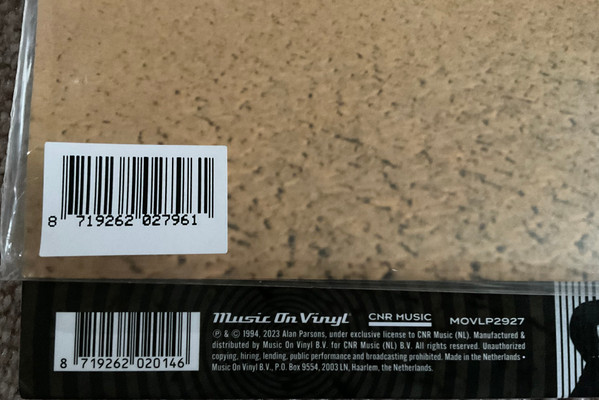 8 719262 027961
Music On Vinyl CNR MUSIC MOVLP2927
℗ & © 1994, 2023 Alan Parsons, under exclusive license to CNR Music (NL). Manufactured &
distributed by Music On Vinyl B.V. for CNR Music (NL) B.V. All rights reserved. Unauthorized
copying, hiring, lending, public performance and broadcasting prohibited. Made in the Netherlands •
Music On Vinyl B.V., P.O. Box 9554, 2003 LN, Haarlem, the Netherlands.
8 719262 020146